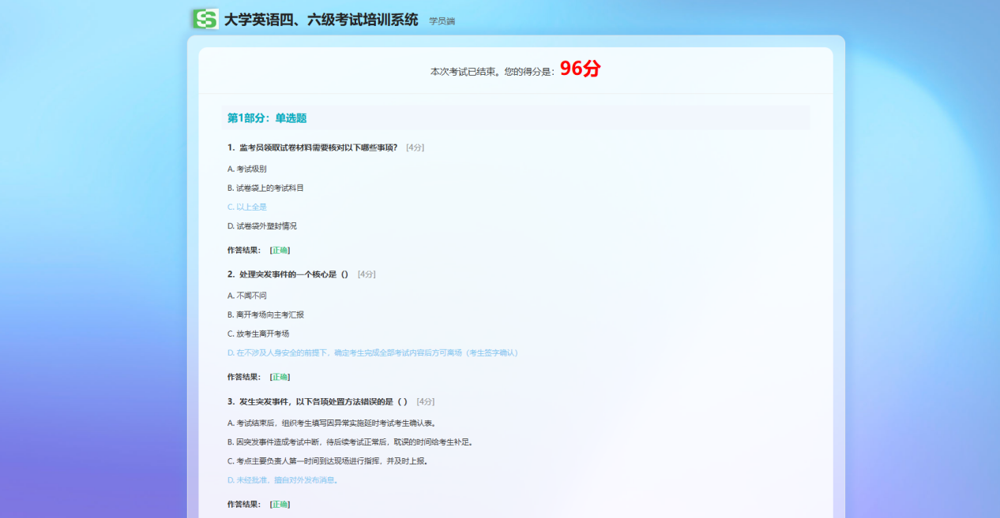 大学英语四、六级考试培训系统 学员端
本次考试已结束。您的得分是：96分
第1部分：单选题
1. 监考员领取试卷材料需要核对以下哪些事项？ [4分]
A. 考试级别
B. 试卷袋上的考试科目
C. 以上全是
D. 试卷袋外塑封情况
作答结果： [正确]
2. 处理突发事件的一个核心是（） [4分]
A. 不闻不问
B. 离开考场向主考汇报
C. 放考生离开考场
D. 在不涉及人身安全的前提下，确定考生完成全部考试内容后方可离场（考生签字确认）
作答结果： [正确]
3. 发生突发事件，以下各项处置方法错误的是（ ） [4分]
A. 考试结束后，组织考生填写因异常实施延时考试考生确认表。
B. 因突发事件造成考试中断，待后续考试正常后，耽误的时间给考生补足。
C. 考点主要负责人第一时间到达现场进行指挥，并及时上报。
D. 未经批准，擅自对外发布消息。
作答结果： [正确]